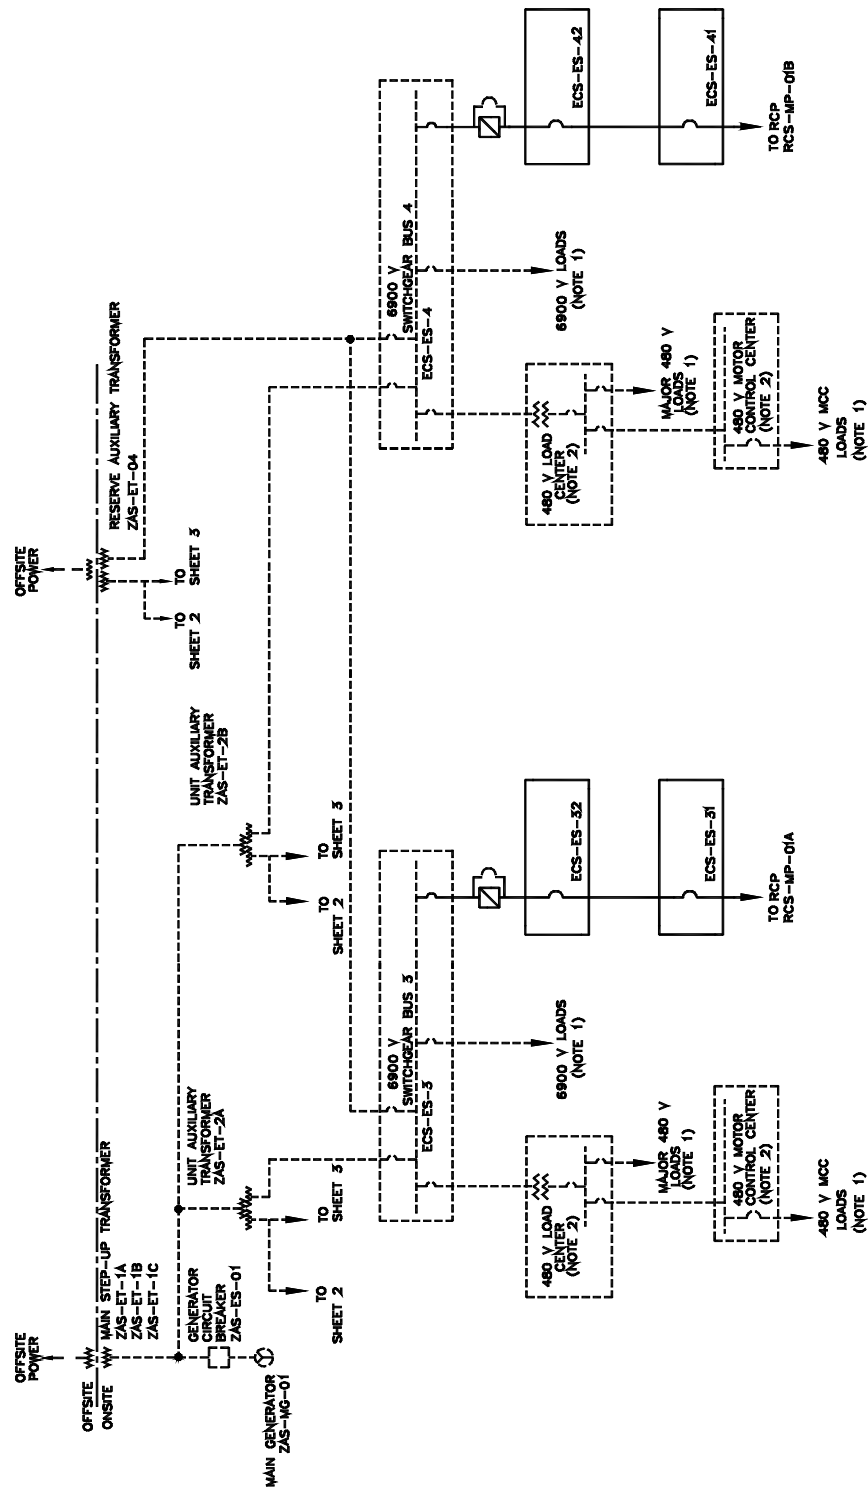 OFFSITE
POWER
OFFSITE
ONSITE
MAIN STEP-UP TRANSFORMER
ZAS-ET-1A
ZAS-ET-1B
ZAS-ET-1C
GENERATOR
CIRCUIT
BREAKER
ZAS-ES-01
MAIN GENERATOR
ZAS-MG-01
UNIT AUXILIARY
TRANSFORMER
ZAS-ET-2A
TO
SHEET 2
TO
SHEET 3
UNIT AUXILIARY
TRANSFORMER
ZAS-ET-2B
TO
SHEET 2
TO
SHEET 3
OFFSITE
POWER
RESERVE AUXILIARY TRANSFORMER
ZAS-ET-04
TO
SHEET 2
TO
SHEET 3
6900 V
SWITCHGEAR BUS 3
ECS-ES-3
480 V LOAD
CENTER
(NOTE 2)
MAJOR 480 V
LOADS
(NOTE 1)
480 V MOTOR
CONTROL CENTER
(NOTE 2)
480 V MCC
LOADS
(NOTE 1)
6900 V LOADS
(NOTE 1)
ECS-ES-32
ECS-ES-31
TO RCP
RCS-MP-01A
6900 V
SWITCHGEAR BUS 4
ECS-ES-4
480 V LOAD
CENTER
(NOTE 2)
MAJOR 480 V
LOADS
(NOTE 1)
480 V MOTOR
CONTROL CENTER
(NOTE 2)
480 V MCC
LOADS
(NOTE 1)
6900 V LOADS
(NOTE 1)
ECS-ES-42
ECS-ES-41
TO RCP
RCS-MP-01B